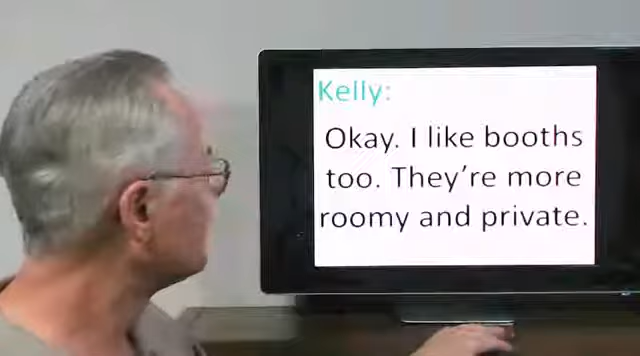 Kelly:
Okay. I like booths
too. They’re more
roomy and private.